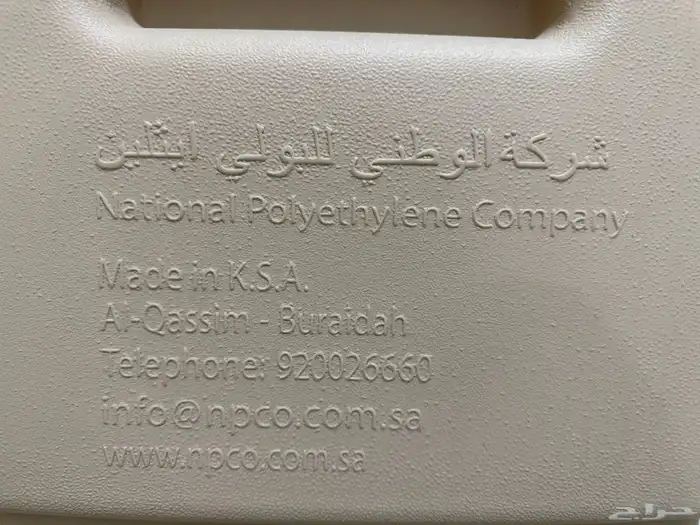 شركة الوطني للبولي ايثلين
National Polyethylene Company
Made in K.S.A.
Al-Qassim - Buraidah
Telephone: 920026660
info@npco.com.sa
www.npco.com.sa
حراج